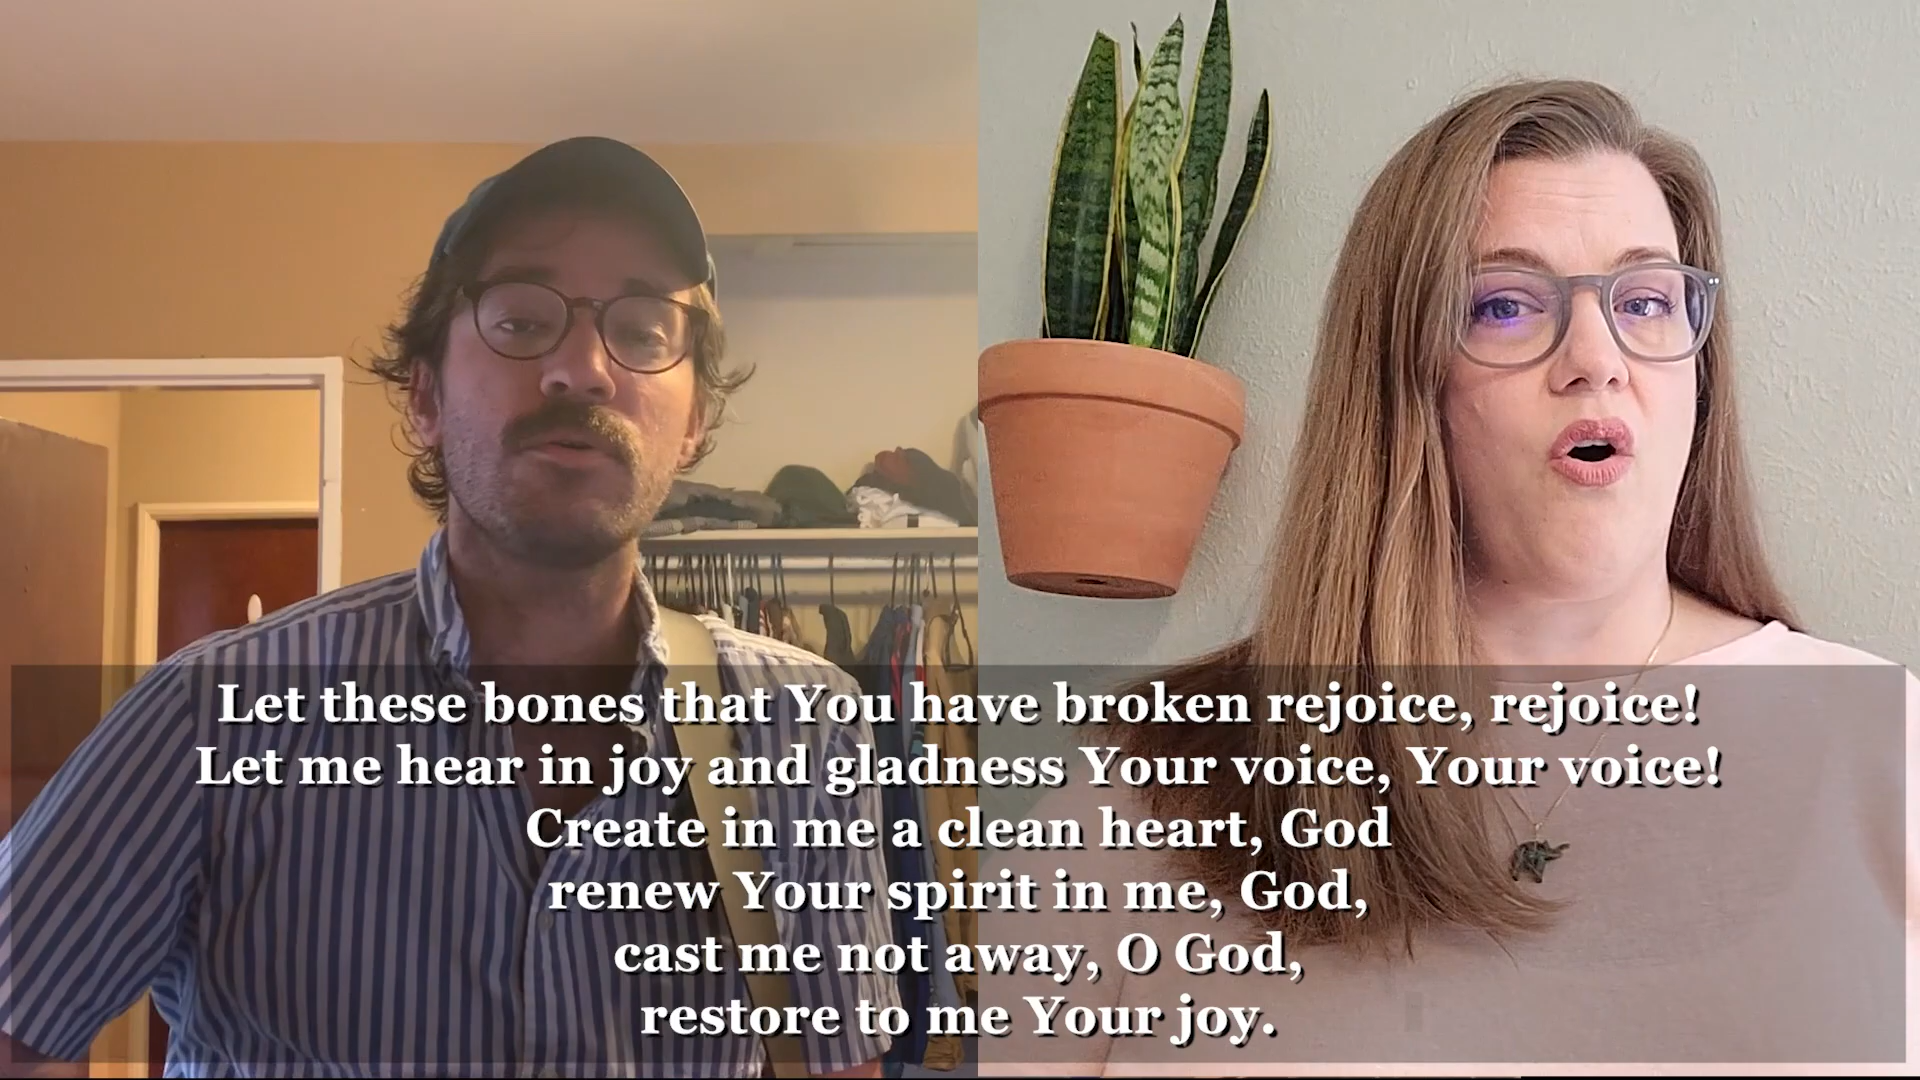 Let these bones that You have broken rejoice, rejoice!
Let me hear in joy and gladness Your voice, Your voice!
Create in me a clean heart, God
renew Your spirit in me, God,
cast me not away, O God,
restore to me Your joy.